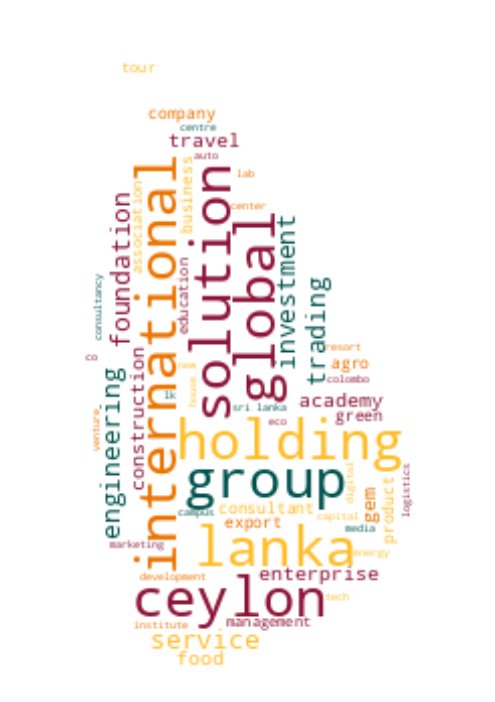 tour
company
centre
travel
auto
lab
international
solution
business
association
center
foundation
global
investment
education
consultancy
trading
resort
co
construction
agro
new
colombo
engineering
lk
house
academy
sri lanka
green
venture
eco
holding
group
digital
logistics
gem
product
campus
consultant
capital
export
media
lanka
marketing
energy
enterprise
development
ceylon
tech
institute
management
service
food